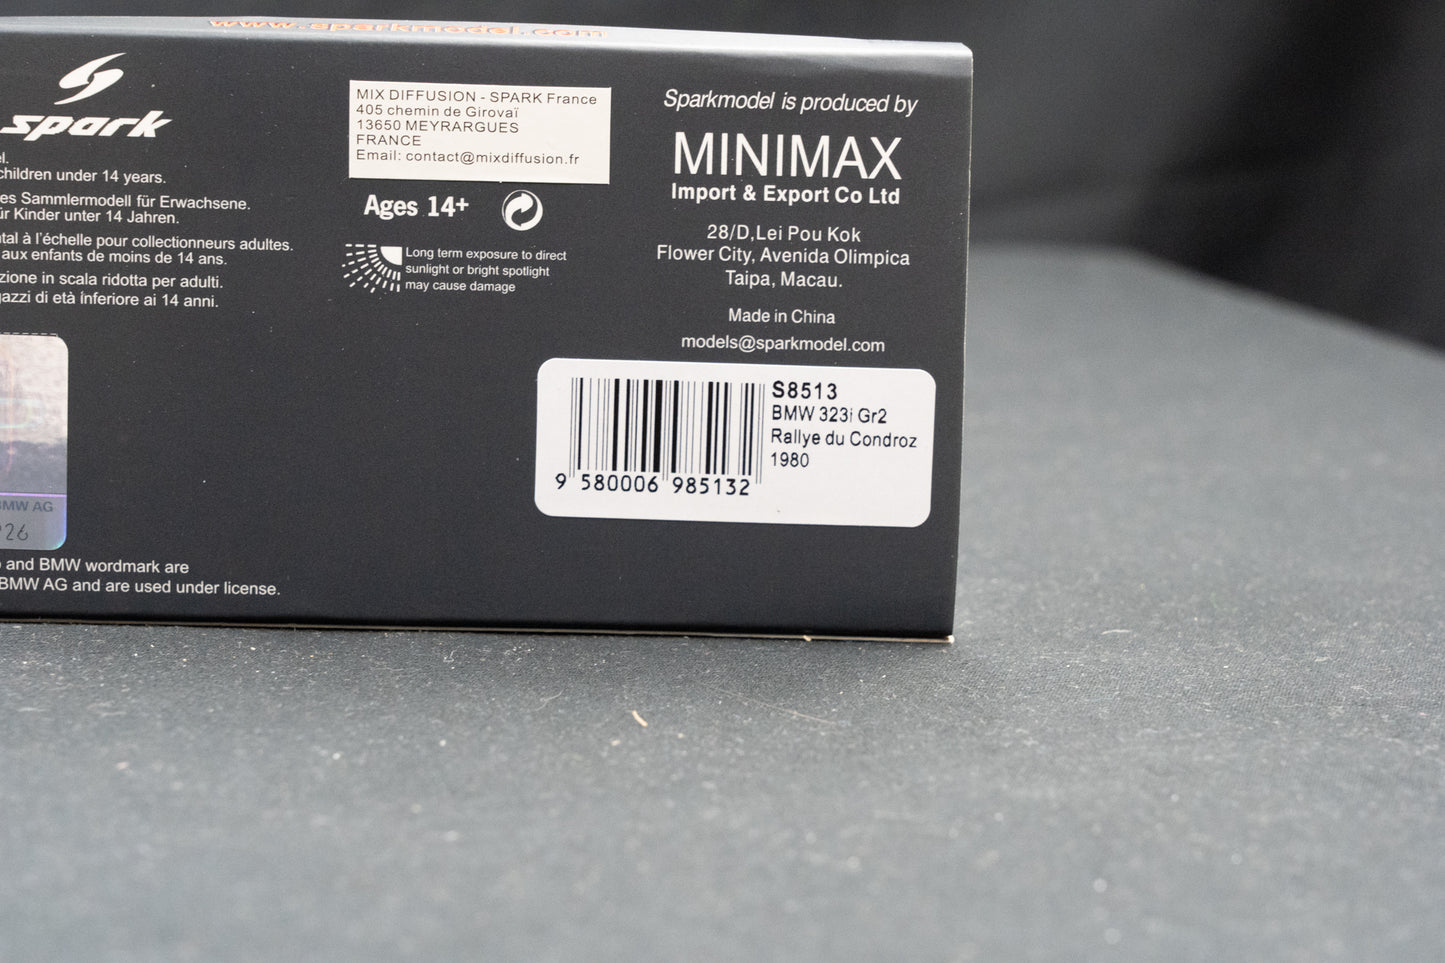 www.sparkmodel.com
spark
el.
children under 14 years.
es Sammlermodell für Erwachsene.
ür Kinder unter 14 Jahren.
tal à l'échelle pour collectionneurs adultes.
aux enfants de moins de 14 ans.
zione in scala ridotta per adulti.
gazzi di età inferiore ai 14 anni.
BMW AG
26
and BMW wordmark are
BMW AG and are used under license.
MIX DIFFUSION - SPARK France
405 chemin de Girovaï
13650 MEYRARGUES
FRANCE
Email: contact@mixdiffusion.fr
Ages 14+
Long term exposure to direct
sunlight or bright spotlight
may cause damage
Sparkmodel is produced by
MINIMAX
Import & Export Co Ltd
28/D,Lei Pou Kok
Flower City, Avenida Olimpica
Taipa, Macau.
Made in China
models@sparkmodel.com
S8513
BMW 323i Gr2
Rallye du Condroz
1980
9 580006 985132